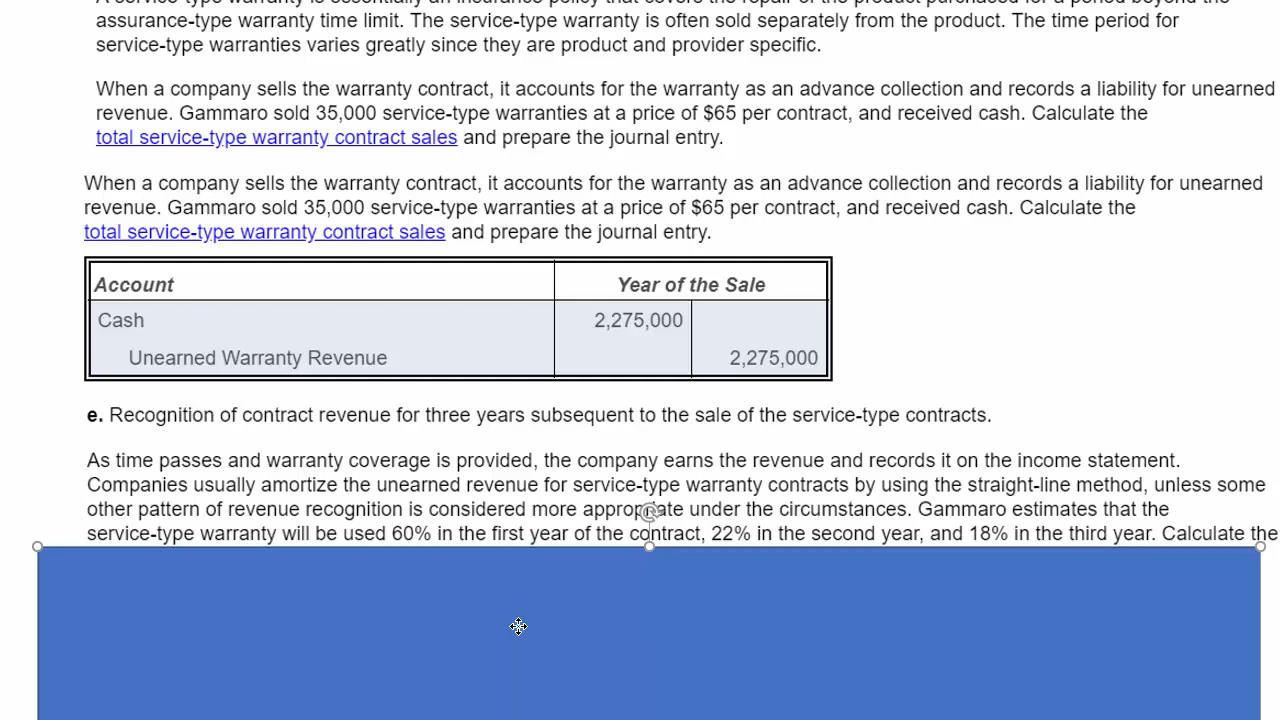 assurance-type warranty time limit. The service-type warranty is often sold separately from the product. The time period for
service-type warranties varies greatly since they are product and provider specific.
When a company sells the warranty contract, it accounts for the warranty as an advance collection and records a liability for unearned
revenue. Gammaro sold 35,000 service-type warranties at a price of $65 per contract, and received cash. Calculate the
total service-type warranty contract sales and prepare the journal entry.
When a company sells the warranty contract, it accounts for the warranty as an advance collection and records a liability for unearned
revenue. Gammaro sold 35,000 service-type warranties at a price of $65 per contract, and received cash. Calculate the
total service-type warranty contract sales and prepare the journal entry.
Account Year of the Sale
Cash 2,275,000
Unearned Warranty Revenue 2,275,000
e. Recognition of contract revenue for three years subsequent to the sale of the service-type contracts.
As time passes and warranty coverage is provided, the company earns the revenue and records it on the income statement.
Companies usually amortize the unearned revenue for service-type warranty contracts by using the straight-line method, unless some
other pattern of revenue recognition is considered more appropriate under the circumstances. Gammaro estimates that the
service-type warranty will be used 60% in the first year of the contract, 22% in the second year, and 18% in the third year. Calculate the